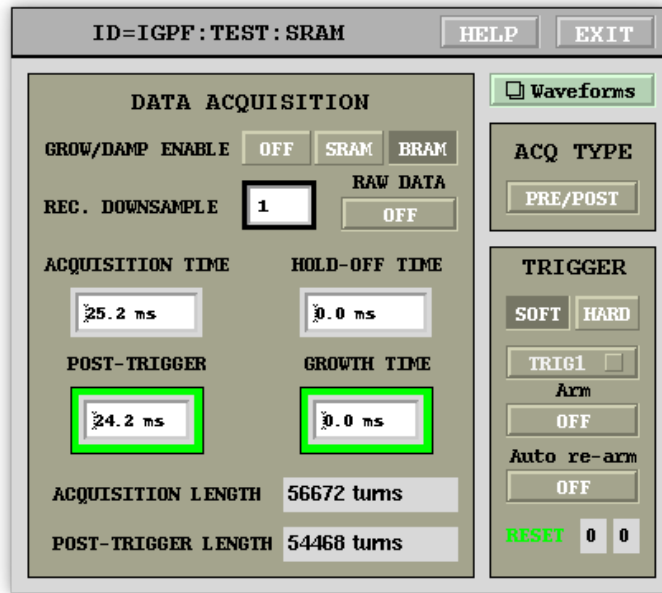 ID=IGPF:TEST:SRAM HELP EXIT
DATA ACQUISITION
GROW/DAMP ENABLE OFF SRAM BRAM
RAW DATA
REC. DOWNSAMPLE 1 OFF
ACQUISITION TIME HOLD-OFF TIME
25.2 ms 0.0 ms
POST-TRIGGER GROWTH TIME
24.2 ms 0.0 ms
ACQUISITION LENGTH 56672 turns
POST-TRIGGER LENGTH 54468 turns
Waveforms
ACQ TYPE
PRE/POST
TRIGGER
SOFT HARD
TRIG1
Arm
OFF
Auto re-arm
OFF
RESET 0 0